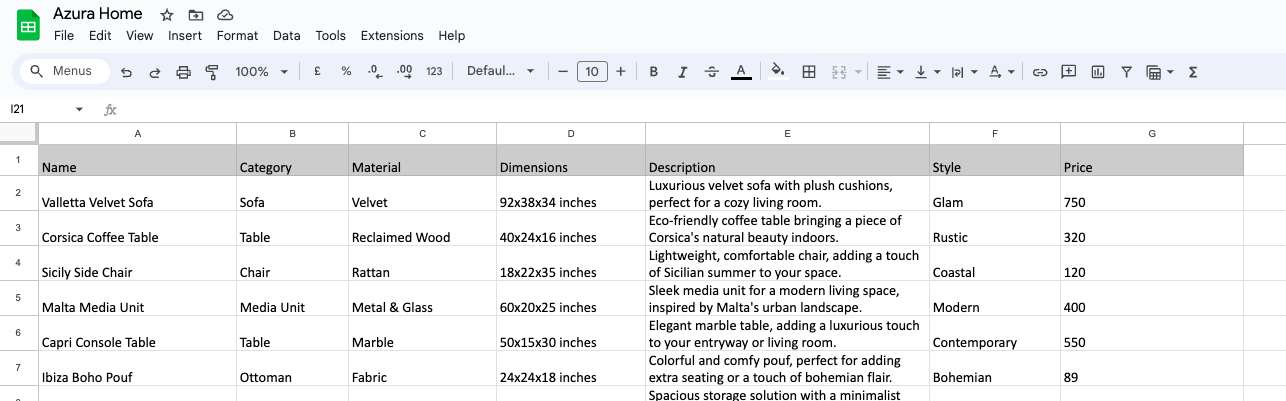 Azura Home
File Edit View Insert Format Data Tools Extensions Help
Menus 100% £ % .0 .00 123 Defaul... 10 B I S A Σ
I21 fx
A B C D E F G
1 Name Category Material Dimensions Description Style Price
Luxurious velvet sofa with plush cushions,
2 Valletta Velvet Sofa Sofa Velvet 92x38x34 inches perfect for a cozy living room. Glam 750
Eco-friendly coffee table bringing a piece of
3 Corsica Coffee Table Table Reclaimed Wood 40x24x16 inches Corsica's natural beauty indoors. Rustic 320
Lightweight, comfortable chair, adding a touch
4 Sicily Side Chair Chair Rattan 18x22x35 inches of Sicilian summer to your space. Coastal 120
Sleek media unit for a modern living space,
5 Malta Media Unit Media Unit Metal & Glass 60x20x25 inches inspired by Malta's urban landscape. Modern 400
Elegant marble table, adding a luxurious touch
6 Capri Console Table Table Marble 50x15x30 inches to your entryway or living room. Contemporary 550
Colorful and comfy pouf, perfect for adding
7 Ibiza Boho Pouf Ottoman Fabric 24x24x18 inches extra seating or a touch of bohemian flair. Bohemian 89
Spacious storage solution with a minimalist